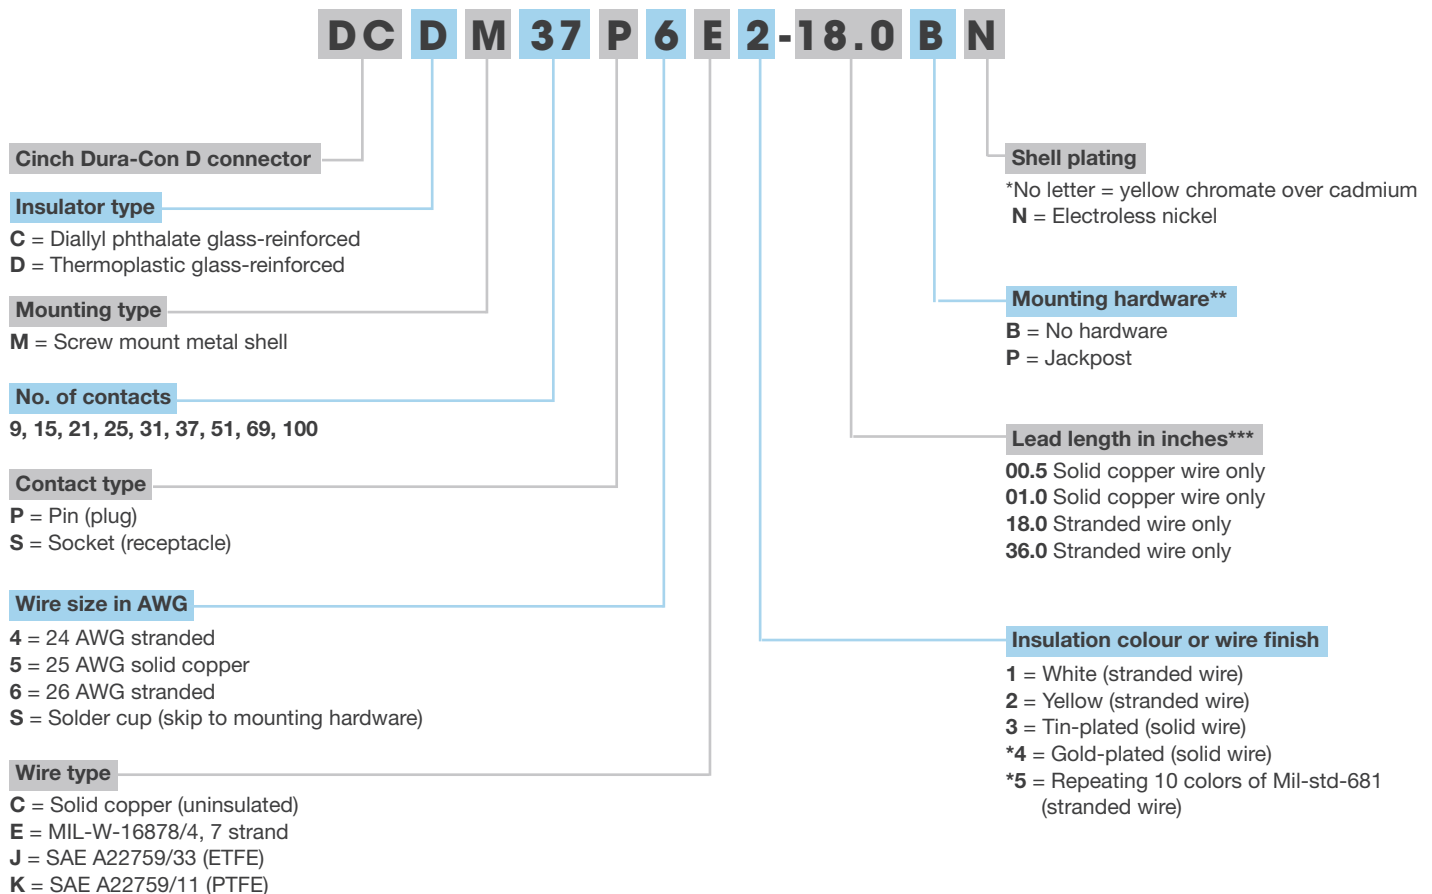 DC D M 37 P 6 E 2-18.0 B N
Cinch Dura-Con D connector
Insulator type
C = Diallyl phthalate glass-reinforced
D = Thermoplastic glass-reinforced
Mounting type
M = Screw mount metal shell
No. of contacts
9, 15, 21, 25, 31, 37, 51, 69, 100
Contact type
P = Pin (plug)
S = Socket (receptacle)
Wire size in AWG
4 = 24 AWG stranded
5 = 25 AWG solid copper
6 = 26 AWG stranded
S = Solder cup (skip to mounting hardware)
Wire type
C = Solid copper (uninsulated)
E = MIL-W-16878/4, 7 strand
J = SAE A22759/33 (ETFE)
K = SAE A22759/11 (PTFE)
Shell plating
*No letter = yellow chromate over cadmium
N = Electroless nickel
Mounting hardware**
B = No hardware
P = Jackpost
Lead length in inches***
00.5 Solid copper wire only
01.0 Solid copper wire only
18.0 Stranded wire only
36.0 Stranded wire only
Insulation colour or wire finish
1 = White (stranded wire)
2 = Yellow (stranded wire)
3 = Tin-plated (solid wire)
*4 = Gold-plated (solid wire)
*5 = Repeating 10 colors of Mil-std-681
(stranded wire)